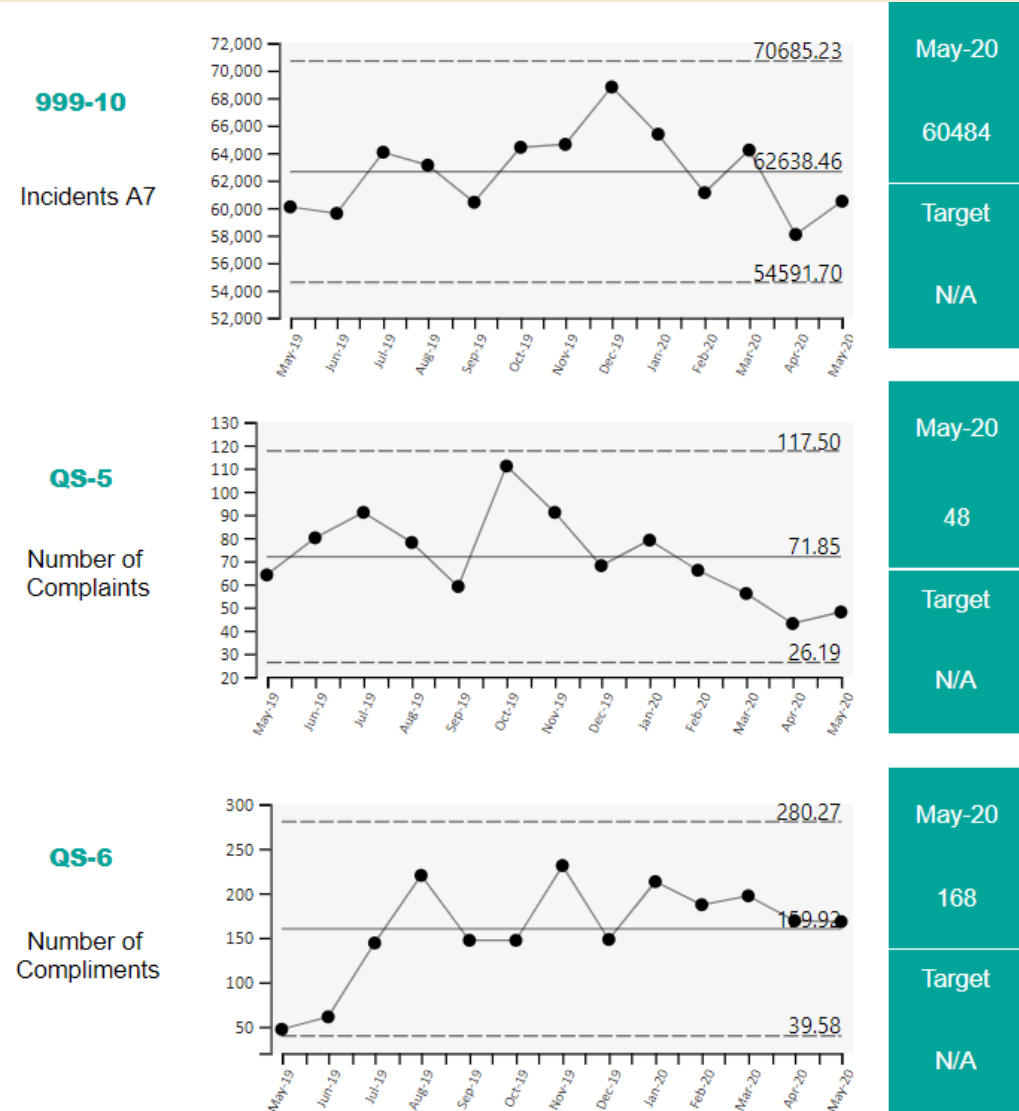 999-10
Incidents A7
72,000
70,000
68,000
66,000
64,000
62,000
60,000
58,000
56,000
54,000
52,000
70685.23
62638.46
54591.70
May-19
Jun-19
Jul-19
Aug-19
Sep-19
Oct-19
Nov-19
Dec-19
Jan-20
Feb-20
Mar-20
Apr-20
May-20
May-20
60484
Target
N/A
QS-5
Number of
Complaints
130
120
110
100
90
80
70
60
50
40
30
20
117.50
71.85
26.19
May-19
Jun-19
Jul-19
Aug-19
Sep-19
Oct-19
Nov-19
Dec-19
Jan-20
Feb-20
Mar-20
Apr-20
May-20
May-20
48
Target
N/A
QS-6
Number of
Compliments
300
250
200
150
100
50
280.27
159.92
39.58
May-19
Jun-19
Jul-19
Aug-19
Sep-19
Oct-19
Nov-19
Dec-19
Jan-20
Feb-20
Mar-20
Apr-20
May-20
May-20
168
Target
N/A